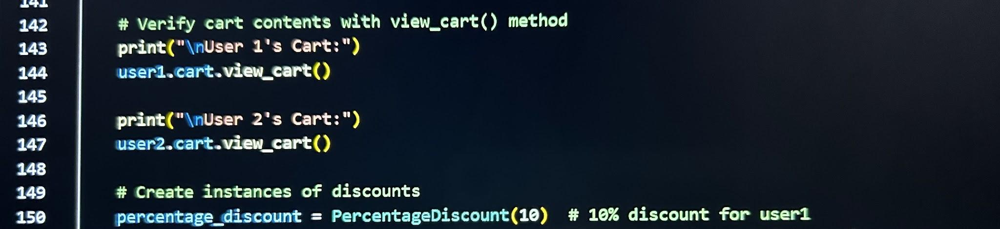 141
142 # Verify cart contents with view_cart() method
143 print("\nUser 1's Cart:")
144 user1.cart.view_cart()
145
146 print("\nUser 2's Cart:")
147 user2.cart.view_cart()
148
149 # Create instances of discounts
150 percentage_discount = PercentageDiscount(10)  # 10% discount for user1